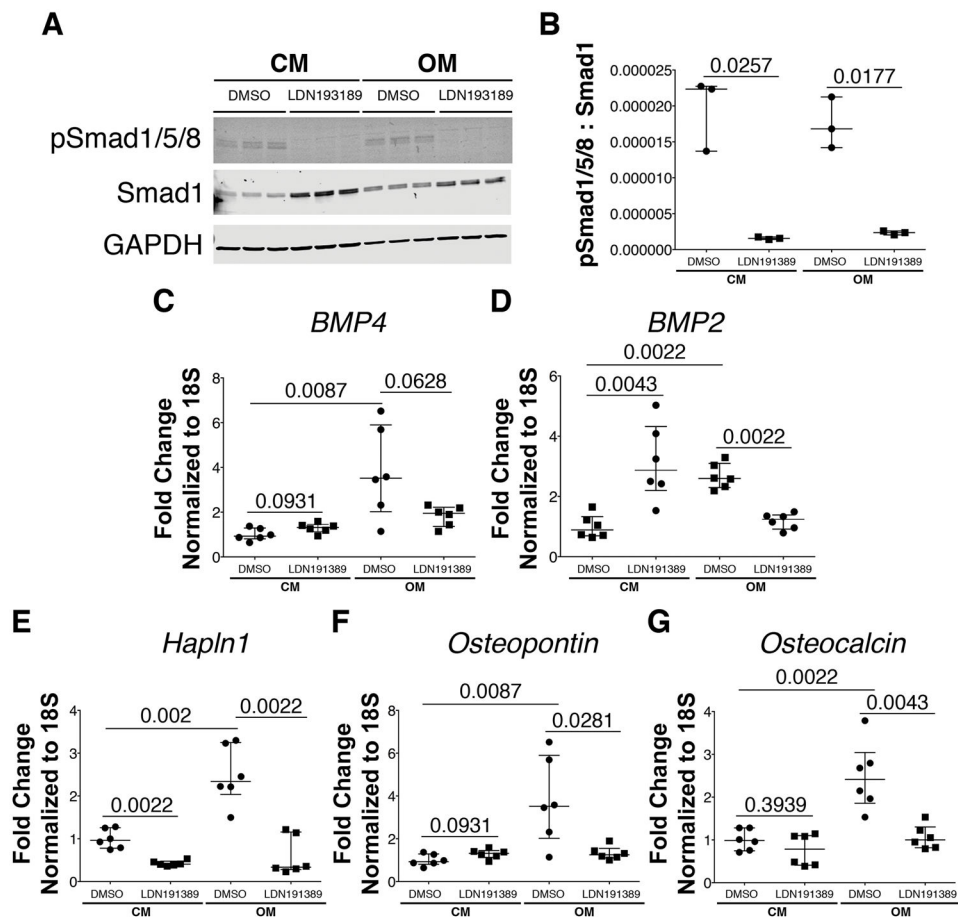 A
CM OM
DMSO LDN193189 DMSO LDN193189
pSmad1/5/8
Smad1
GAPDH
B
pSmad1/5/8 : Smad1
0.000025
0.000020
0.000015
0.000010
0.000005
0.000000
0.0257
0.0177
DMSO LDN191389 DMSO LDN191389
CM OM
C
BMP4
Fold Change
Normalized to 18S
8
6
4
2
0
0.0087
0.0628
0.0931
DMSO LDN191389 DMSO LDN191389
CM OM
D
BMP2
6
4
2
0
Fold Change
Normalized to 18S
0.0022
0.0043
0.0022
DMSO LDN191389 DMSO LDN191389
CM OM
E
Hapln1
Fold Change
Normalized to 18S
4
3
2
1
0
0.002
0.0022
0.0022
DMSO LDN191389 DMSO LDN191389
CM OM
F
Osteopontin
Fold Change
Normalized to 18S
8
6
4
2
0
0.0087
0.0281
0.0931
DMSO LDN191389 DMSO LDN191389
CM OM
G
Osteocalcin
Fold Change
Normalized to 18S
4
3
2
1
0
0.0022
0.0043
0.3939
DMSO LDN191389 DMSO LDN191389
CM OM